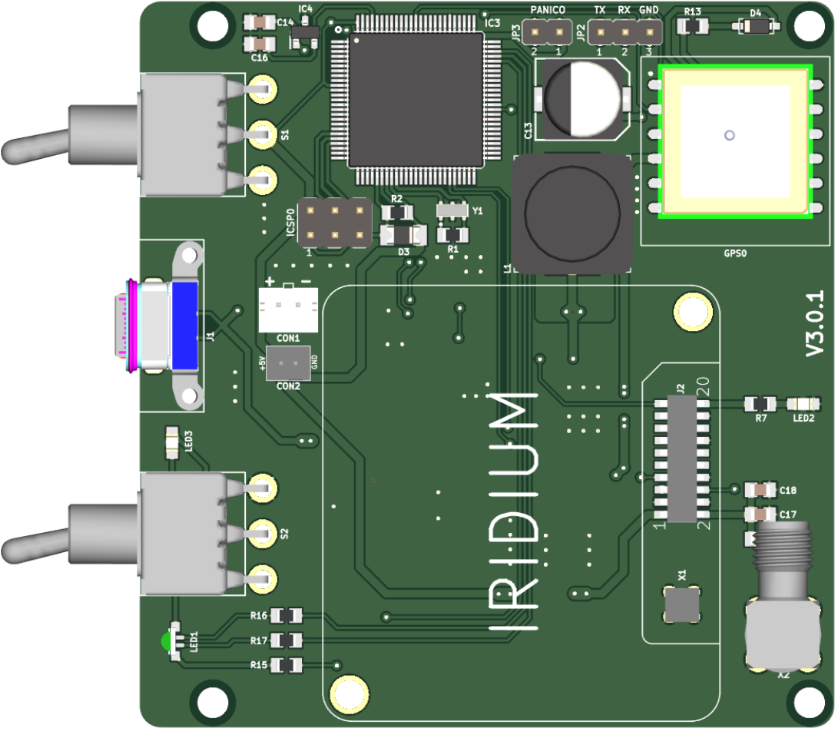 IC4
C14
C16
IC3
PANICO
JP3
2 1
TX RX GND
JP2
1 2 3
R13
D4
C13
S1
ICSP0
1
R2
D3
Y1
R1
L1
GPS0
+ -
CON1
+5V
GND
CON2
J1
V3.0.1
J2
20
1
2
R7
LED2
LED3
IRIDIUM
C18
C17
S2
X1
X2
R16
R17
R15
LED1